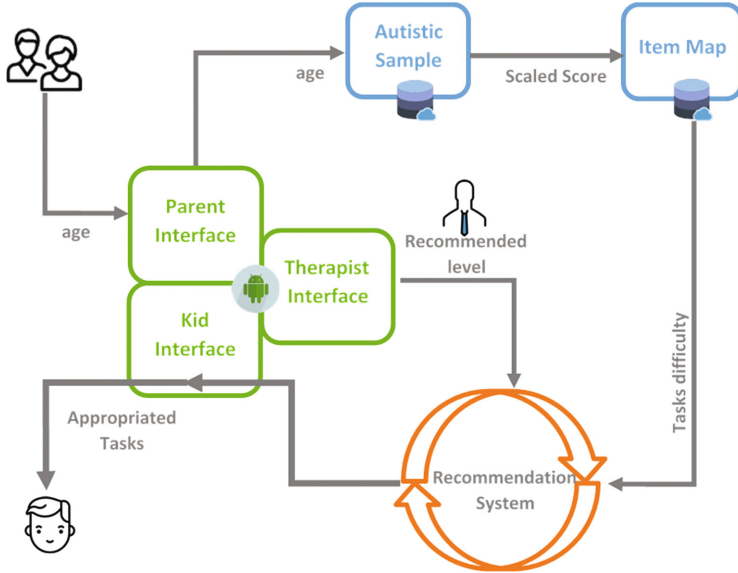 Autistic
Sample
Item Map
age
Scaled Score
Parent
Interface
age
Therapist
Interface
Recommended
level
Kid
Interface
Tasks difficulty
Appropriated
Tasks
Recommendation
System